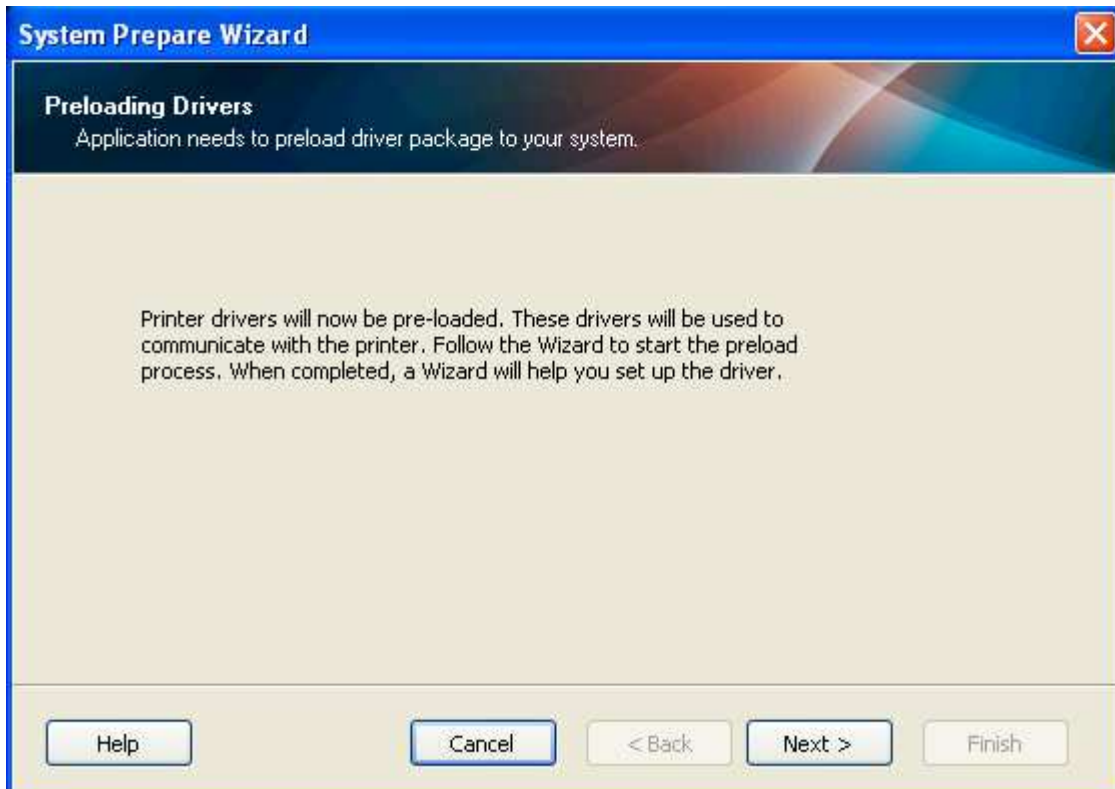 System Prepare Wizard
Preloading Drivers
Application needs to preload driver package to your system.
Printer drivers will now be pre-loaded. These drivers will be used to
communicate with the printer. Follow the Wizard to start the preload
process. When completed, a Wizard will help you set up the driver.
Help
Cancel
< Back
Next >
Finish